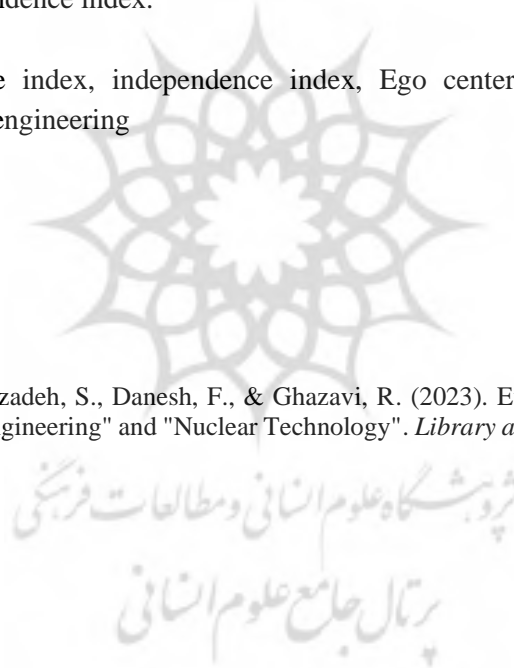 dence index.
index, independence index, Ego center
engineering
zadeh, S., Danesh, F., & Ghazavi, R. (2023). E
gineering" and "Nuclear Technology". Library a
پژوهشگاه علوم انسانی و مطالعات فرهنگی
پرتال جامع علوم انسانی